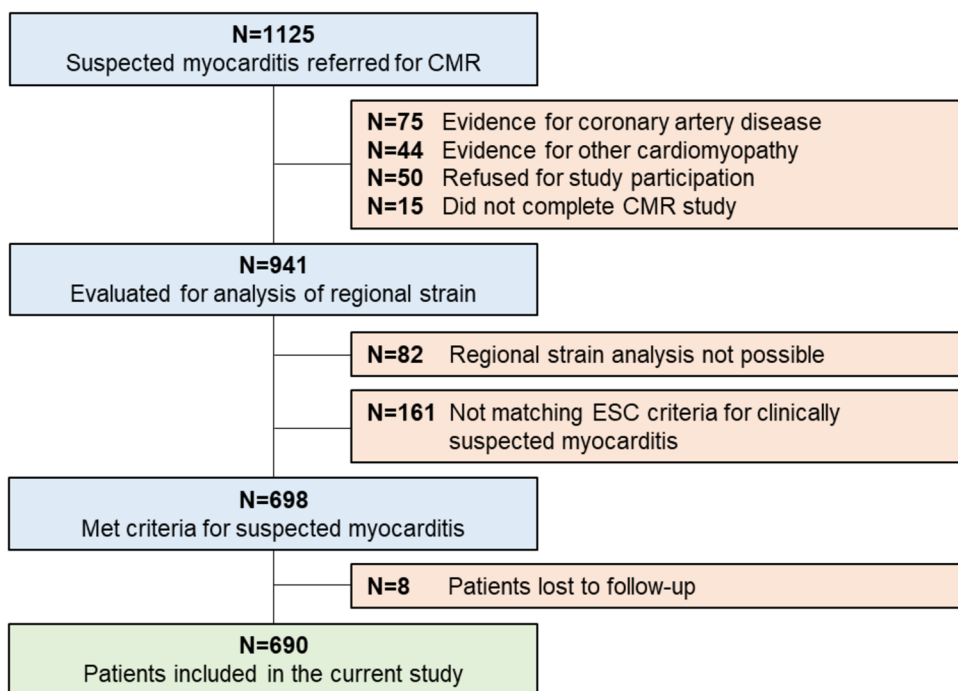 N=1125
Suspected myocarditis referred for CMR
N=75 Evidence for coronary artery disease
N=44 Evidence for other cardiomyopathy
N=50 Refused for study participation
N=15 Did not complete CMR study
N=941
Evaluated for analysis of regional strain
N=82 Regional strain analysis not possible
N=161 Not matching ESC criteria for clinically
suspected myocarditis
N=698
Met criteria for suspected myocarditis
N=8 Patients lost to follow-up
N=690
Patients included in the current study